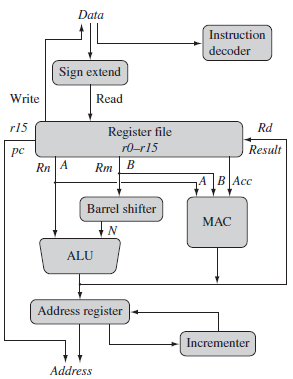 Data
Instruction
decoder
Sign extend
Write
Read
r15
Register file
r0–r15
Rd
pc
Result
Rn
A
Rm
B
A
B
Acc
Barrel shifter
MAC
N
ALU
Address register
Incrementer
Address